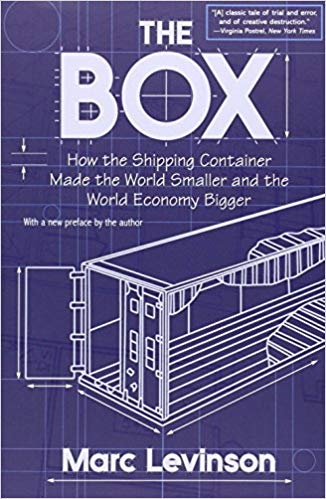 "[A] classic tale of trial and error,
and of creative destruction."
—Virginia Postrel, New York Times
THE
BOX
How the Shipping Container
Made the World Smaller and the
World Economy Bigger
With a new preface by the author
Marc Levinson